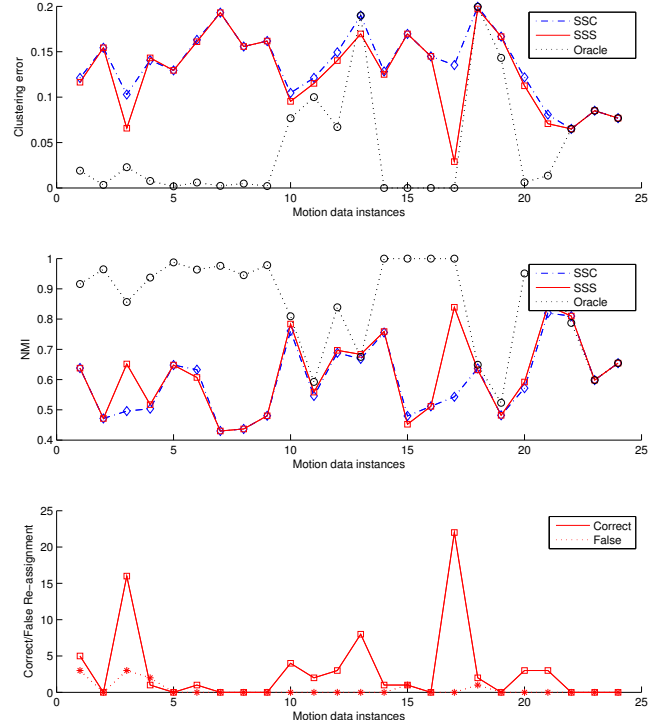 0.2
0.15
0.1
0.05
0
Clustering error
SSC
SSS
Oracle
0 5 10 15 20 25
Motion data instances
1
0.9
0.8
0.7
0.6
0.5
0.4
NMI
SSC
SSS
Oracle
0 5 10 15 20 25
Motion data instances
25
20
15
10
5
0
Correct/False Re-assignment
Correct
False
0 5 10 15 20 25
Motion data instances